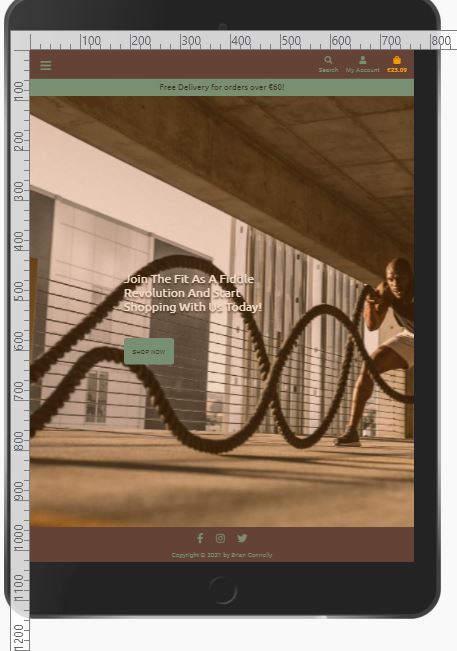 100 200 300 400 500 600 700 800
Search My Account €23.09
Free Delivery for orders over €60!
Join The Fit As A Fiddle
Revolution And Start
Shopping With Us Today!
SHOP NOW
Copyright © 2021 by Brian Connolly
100
200
300
400
500
600
700
800
900
1000
1100
1200